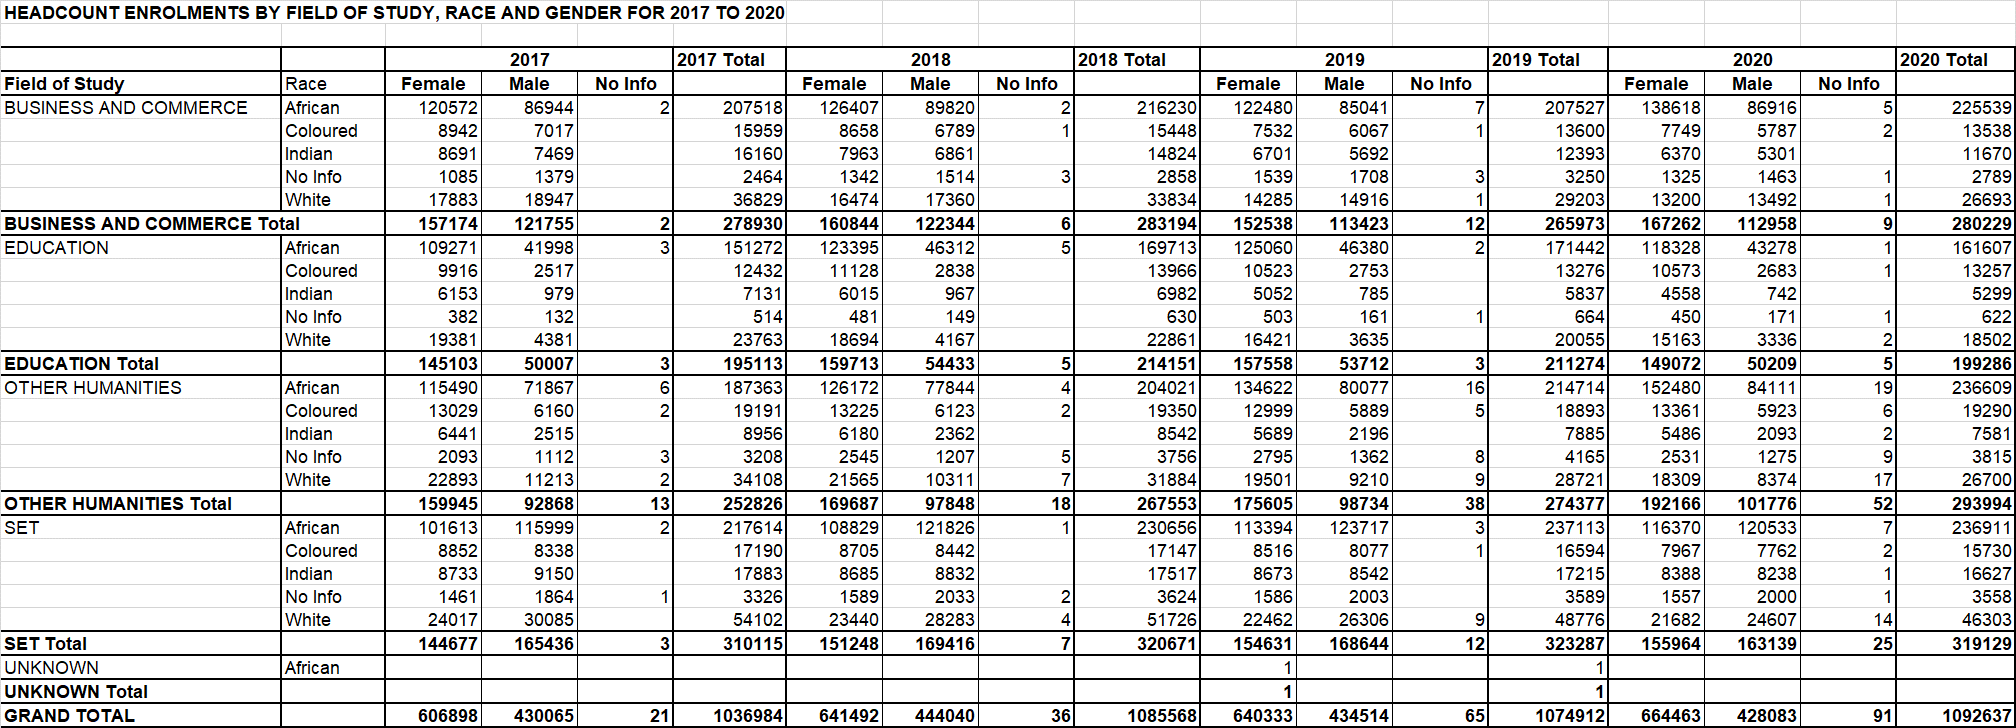 HEADCOUNT ENROLMENTS BY FIELD OF STUDY, RACE AND GENDER FOR 2017 TO 2020
2017 2017 Total 2018 2018 Total 2019 2019 Total 2020 2020 Total
Field of Study Race Female Male No Info Female Male No Info Female Male No Info Female Male No Info
BUSINESS AND COMMERCE African 120572 86944 2 207518 126407 89820 2 216230 122480 85041 7 207527 138618 86916 5 225539
Coloured 8942 7017 15959 8658 6789 1 15448 7532 6067 1 13600 7749 5787 2 13538
Indian 8691 7469 16160 7963 6861 14824 6701 5692 12393 6370 5301 11670
No Info 1085 1379 2464 1342 1514 3 2858 1539 1708 3 3250 1325 1463 1 2789
White 17883 18947 36829 16474 17360 33834 14285 14916 1 29203 13200 13492 1 26693
BUSINESS AND COMMERCE Total 157174 121755 2 278930 160844 122344 6 283194 152538 113423 12 265973 167262 112958 9 280229
EDUCATION African 109271 41998 3 151272 123395 46312 5 169713 125060 46380 2 171442 118328 43278 1 161607
Coloured 9916 2517 12432 11128 2838 13966 10523 2753 13276 10573 2683 1 13257
Indian 6153 979 7131 6015 967 6982 5052 785 5837 4558 742 5299
No Info 382 132 514 481 149 630 503 161 1 664 450 171 1 622
White 19381 4381 23763 18694 4167 22861 16421 3635 20055 15163 3336 2 18502
EDUCATION Total 145103 50007 3 195113 159713 54433 5 214151 157558 53712 3 211274 149072 50209 5 199286
OTHER HUMANITIES African 115490 71867 6 187363 126172 77844 4 204021 134622 80077 16 214714 152480 84111 19 236609
Coloured 13029 6160 2 19191 13225 6123 2 19350 12999 5889 5 18893 13361 5923 6 19290
Indian 6441 2515 8956 6180 2362 8542 5689 2196 7885 5486 2093 2 7581
No Info 2093 1112 3 3208 2545 1207 5 3756 2795 1362 8 4165 2531 1275 9 3815
White 22893 11213 2 34108 21565 10311 7 31884 19501 9210 9 28721 18309 8374 17 26700
OTHER HUMANITIES Total 159945 92868 13 252826 169687 97848 18 267553 175605 98734 38 274377 192166 101776 52 293994
SET African 101613 115999 2 217614 108829 121826 1 230656 113394 123717 3 237113 116370 120533 7 236911
Coloured 8852 8338 17190 8705 8442 17147 8516 8077 1 16594 7967 7762 2 15730
Indian 8733 9150 17883 8685 8832 17517 8673 8542 17215 8388 8238 1 16627
No Info 1461 1864 1 3326 1589 2033 2 3624 1586 2003 3589 1557 2000 1 3558
White 24017 30085 54102 23440 28283 4 51726 22462 26306 9 48776 21682 24607 14 46303
SET Total 144677 165436 3 310115 151248 169416 7 320671 154631 168644 12 323287 155964 163139 25 319129
UNKNOWN African 1 1
UNKNOWN Total 1 1
GRAND TOTAL 606898 430065 21 1036984 641492 444040 36 1085568 640333 434514 65 1074912 664463 428083 91 1092637